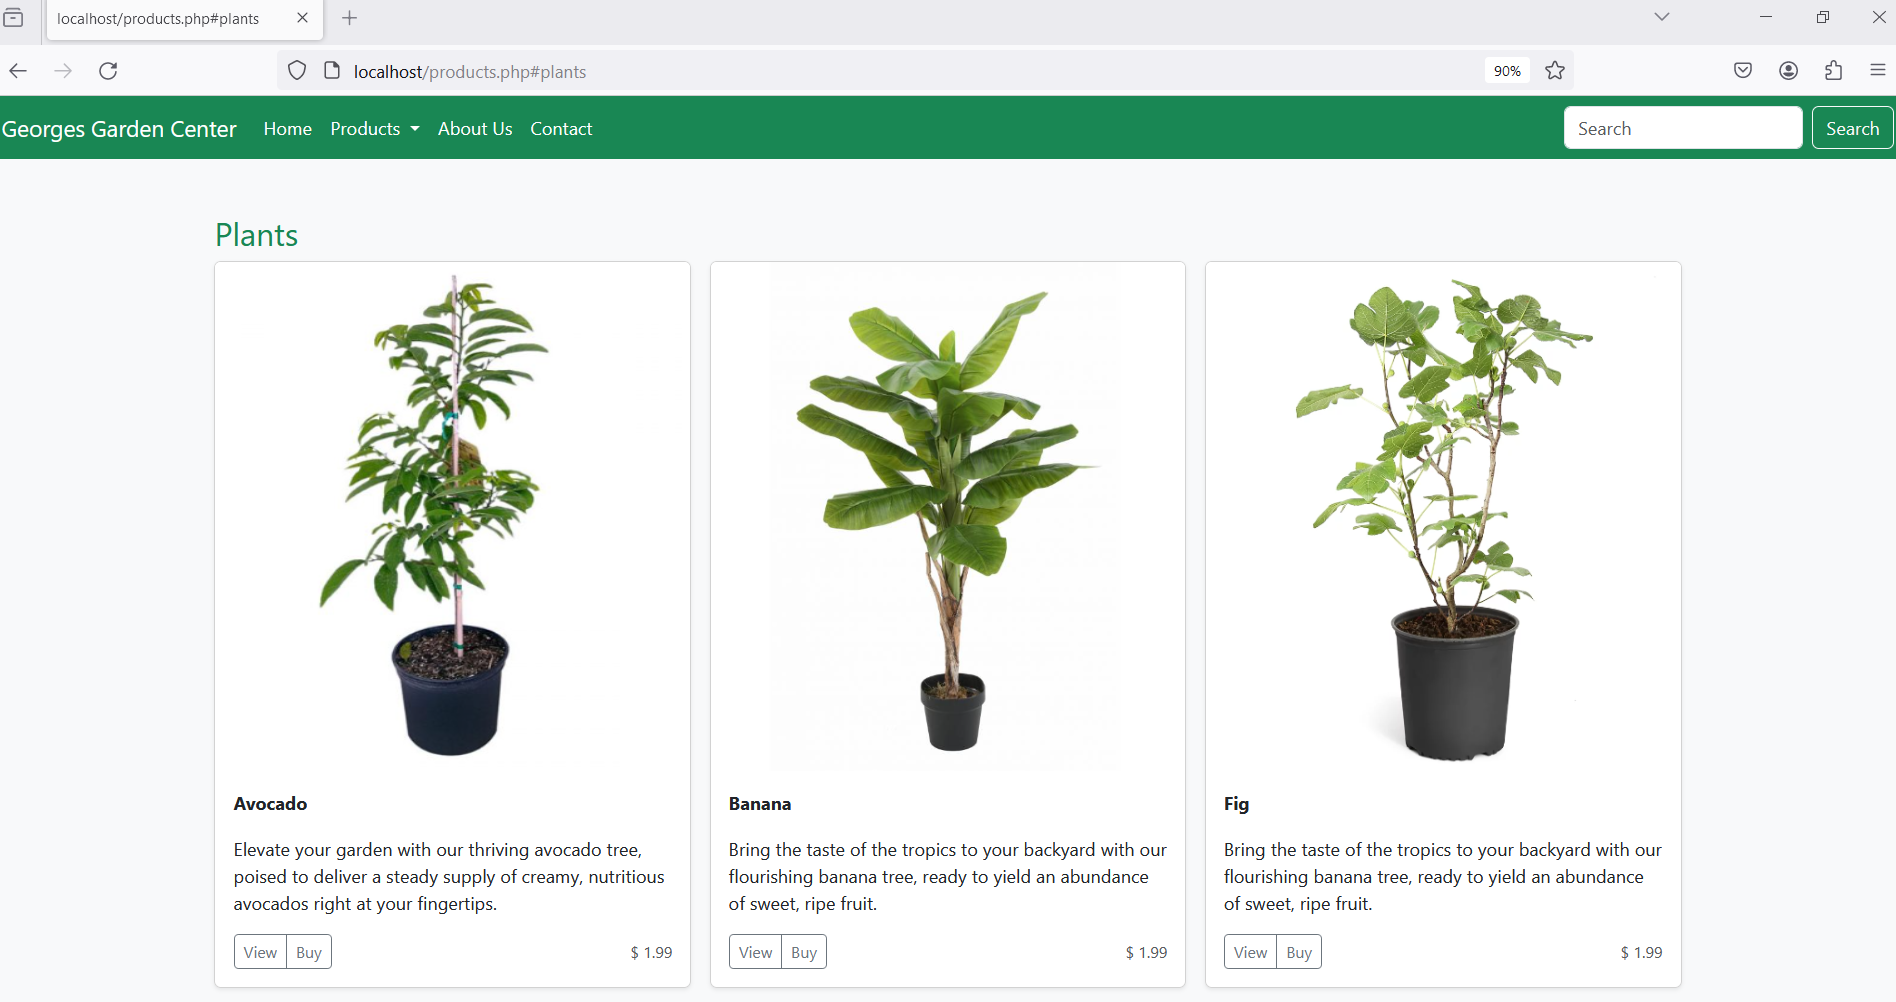 localhost/products.php#plants
localhost/products.php#plants
90%
Georges Garden Center
Home
Products
About Us
Contact
Search
Search
Plants
Avocado
Elevate your garden with our thriving avocado tree,
poised to deliver a steady supply of creamy, nutritious
avocados right at your fingertips.
View
Buy
$ 1.99
Banana
Bring the taste of the tropics to your backyard with our
flourishing banana tree, ready to yield an abundance
of sweet, ripe fruit.
View
Buy
$ 1.99
Fig
Bring the taste of the tropics to your backyard with our
flourishing banana tree, ready to yield an abundance
of sweet, ripe fruit.
View
Buy
$ 1.99